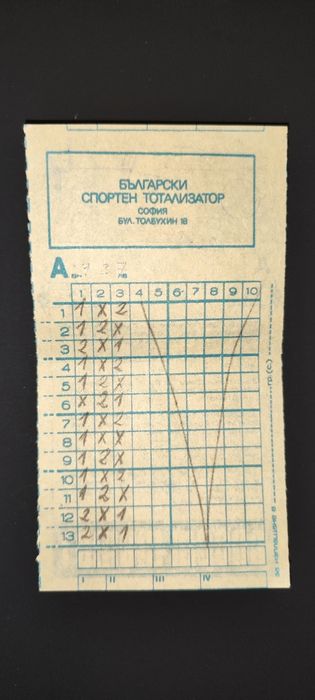 БЪЛГАРСКИ
СПОРТЕН ТОТАЛИЗАТОР
СОФИЯ
БУЛ. ТОЛБУХИН 18
А
1 2 3 4 5 6 7 8 9 10
1 1 X 2
2 1 2 X
3 2 X 1
4 1 X 2
5 1 2 X
6 X 2 1
7 1 X 2
8 1 X X
9 1 2 X
10 1 X 2
11 1 2 X
12 2 X 1
13 2 X 1
I II III IV